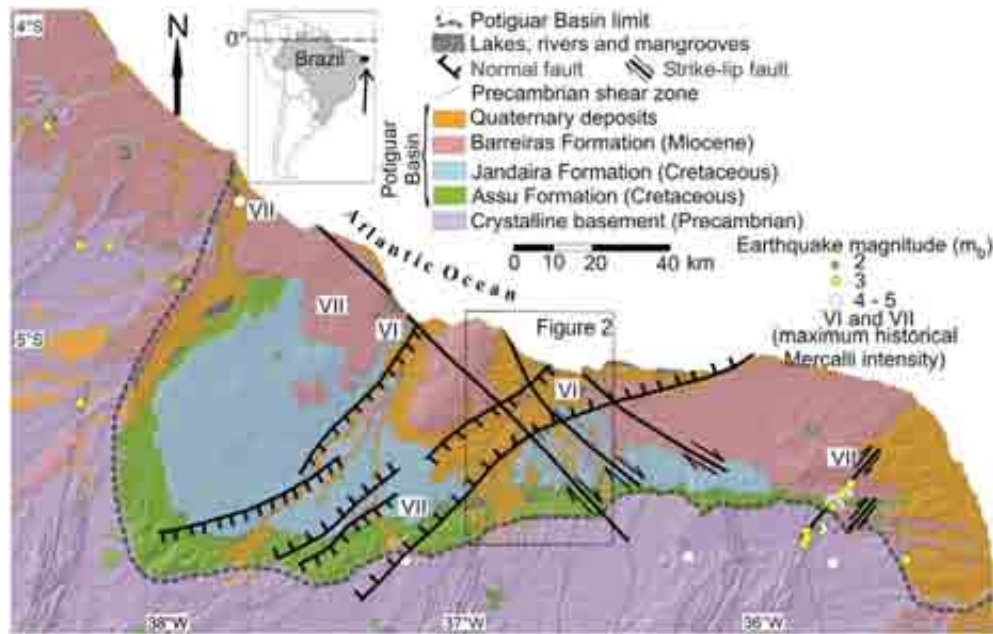 4°S
N
0°
Brazil
Potiguar Basin limit
Lakes, rivers and mangrooves
Normal fault
Strike-lip fault
Precambrian shear zone
Potiguar
Basin
Quaternary deposits
Barreiras Formation (Miocene)
Jandaira Formation (Cretaceous)
Assu Formation (Cretaceous)
Crystalline basement (Precambrian)
0 10 20 40 km
Earthquake magnitude (mb)
2
3
4 - 5
VI and VII
(maximum historical
Mercalli intensity)
Atlantic Ocean
VII
VII
VI
Figure 2
5°S
VI
VII
VII
38°W
37°W
36°W